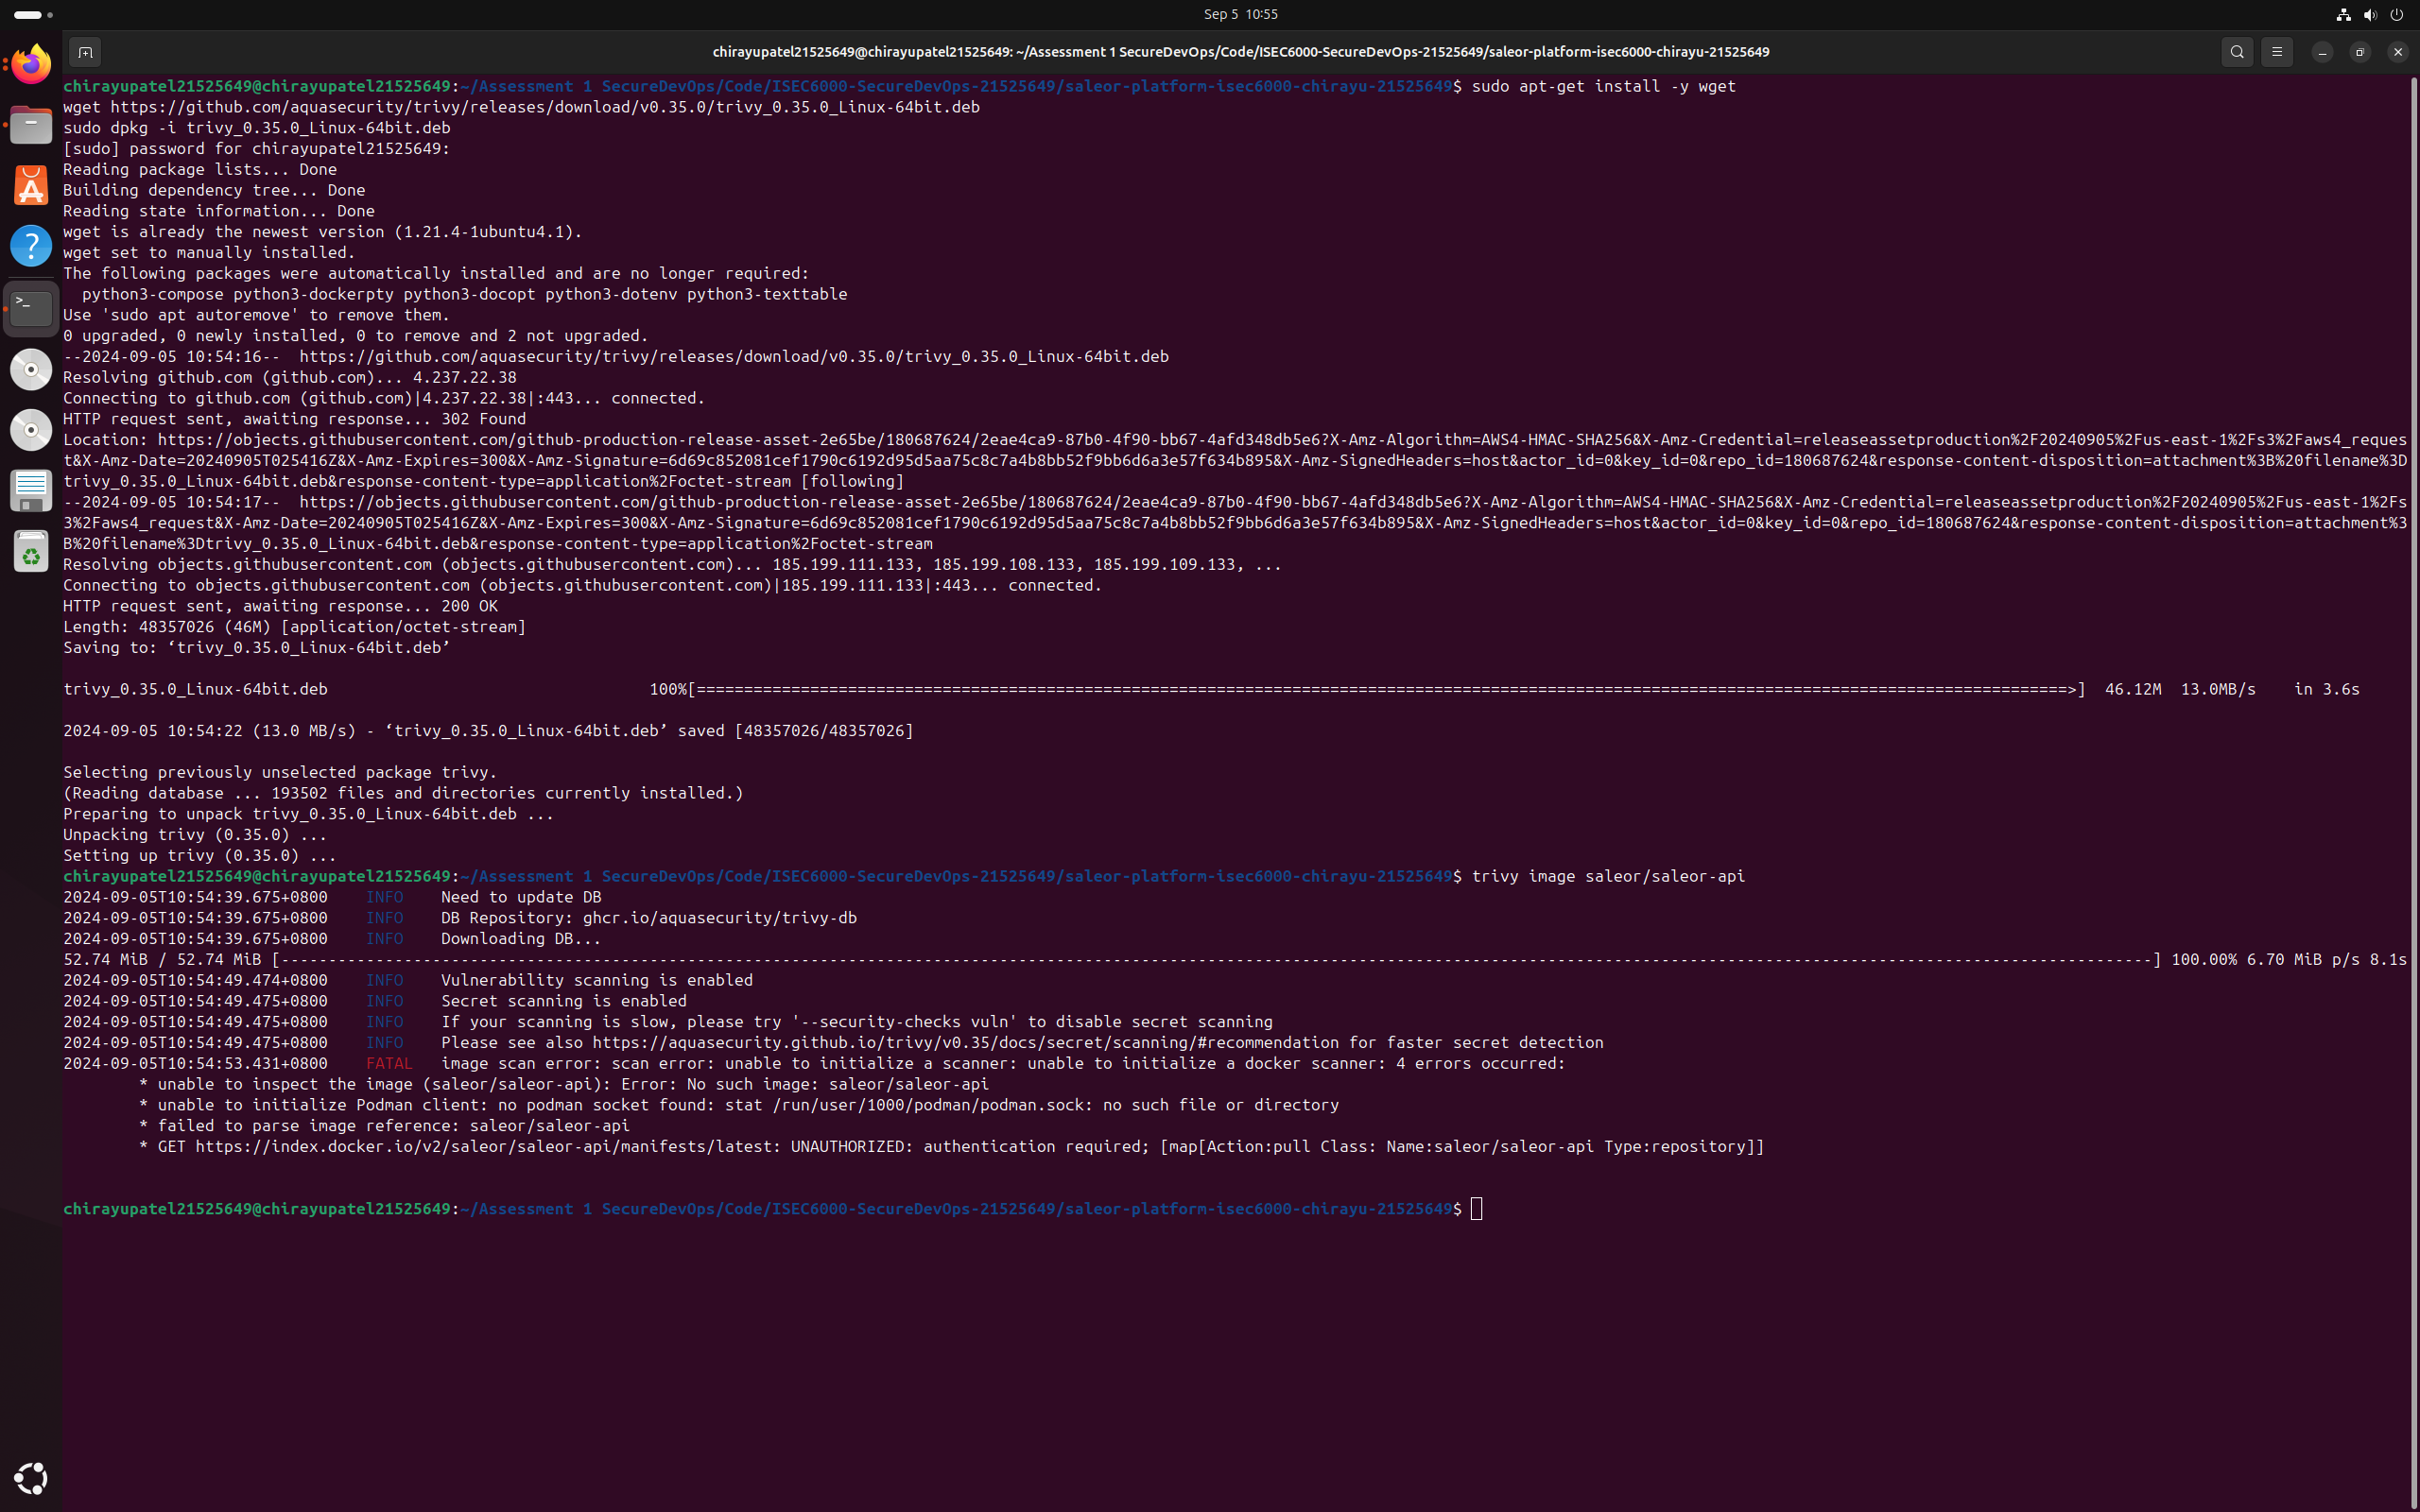 Sep 5 10:55
chirayupatel21525649@chirayupatel21525649: ~/Assessment 1 SecureDevOps/Code/ISEC6000-SecureDevOps-21525649/saleor-platform-isec6000-chirayu-21525649
chirayupatel21525649@chirayupatel21525649:~/Assessment 1 SecureDevOps/Code/ISEC6000-SecureDevOps-21525649/saleor-platform-isec6000-chirayu-21525649$ sudo apt-get install -y wget
wget https://github.com/aquasecurity/trivy/releases/download/v0.35.0/trivy_0.35.0_Linux-64bit.deb
sudo dpkg -i trivy_0.35.0_Linux-64bit.deb
[sudo] password for chirayupatel21525649:
Reading package lists... Done
Building dependency tree... Done
Reading state information... Done
wget is already the newest version (1.21.4-1ubuntu4.1).
wget set to manually installed.
The following packages were automatically installed and are no longer required:
  python3-compose python3-dockerpty python3-docopt python3-dotenv python3-texttable
Use 'sudo apt autoremove' to remove them.
0 upgraded, 0 newly installed, 0 to remove and 2 not upgraded.
--2024-09-05 10:54:16--  https://github.com/aquasecurity/trivy/releases/download/v0.35.0/trivy_0.35.0_Linux-64bit.deb
Resolving github.com (github.com)... 4.237.22.38
Connecting to github.com (github.com)|4.237.22.38|:443... connected.
HTTP request sent, awaiting response... 302 Found
Location: https://objects.githubusercontent.com/github-production-release-asset-2e65be/180687624/2eae4ca9-87b0-4f90-bb67-4afd348db5e6?X-Amz-Algorithm=AWS4-HMAC-SHA256&X-Amz-Credential=releaseassetproduction%2F20240905%2Fus-east-1%2Fs3%2Faws4_reques
t&X-Amz-Date=20240905T025416Z&X-Amz-Expires=300&X-Amz-Signature=6d69c852081cef1790c6192d95d5aa75c8c7a4b8bb52f9bb6d6a3e57f634b895&X-Amz-SignedHeaders=host&actor_id=0&key_id=0&repo_id=180687624&response-content-disposition=attachment%3B%20filename%3D
trivy_0.35.0_Linux-64bit.deb&response-content-type=application%2Foctet-stream [following]
--2024-09-05 10:54:17--  https://objects.githubusercontent.com/github-production-release-asset-2e65be/180687624/2eae4ca9-87b0-4f90-bb67-4afd348db5e6?X-Amz-Algorithm=AWS4-HMAC-SHA256&X-Amz-Credential=releaseassetproduction%2F20240905%2Fus-east-1%2Fs
3%2Faws4_request&X-Amz-Date=20240905T025416Z&X-Amz-Expires=300&X-Amz-Signature=6d69c852081cef1790c6192d95d5aa75c8c7a4b8bb52f9bb6d6a3e57f634b895&X-Amz-SignedHeaders=host&actor_id=0&key_id=0&repo_id=180687624&response-content-disposition=attachment%3
B%20filename%3Dtrivy_0.35.0_Linux-64bit.deb&response-content-type=application%2Foctet-stream
Resolving objects.githubusercontent.com (objects.githubusercontent.com)... 185.199.111.133, 185.199.108.133, 185.199.109.133, ...
Connecting to objects.githubusercontent.com (objects.githubusercontent.com)|185.199.111.133|:443... connected.
HTTP request sent, awaiting response... 200 OK
Length: 48357026 (46M) [application/octet-stream]
Saving to: ‘trivy_0.35.0_Linux-64bit.deb’
trivy_0.35.0_Linux-64bit.deb 100%[=================================================>] 46.12M 13.0MB/s in 3.6s
2024-09-05 10:54:22 (13.0 MB/s) - ‘trivy_0.35.0_Linux-64bit.deb’ saved [48357026/48357026]
Selecting previously unselected package trivy.
(Reading database ... 193502 files and directories currently installed.)
Preparing to unpack trivy_0.35.0_Linux-64bit.deb ...
Unpacking trivy (0.35.0) ...
Setting up trivy (0.35.0) ...
chirayupatel21525649@chirayupatel21525649:~/Assessment 1 SecureDevOps/Code/ISEC6000-SecureDevOps-21525649/saleor-platform-isec6000-chirayu-21525649$ trivy image saleor/saleor-api
2024-09-05T10:54:39.675+0800 INFO Need to update DB
2024-09-05T10:54:39.675+0800 INFO DB Repository: ghcr.io/aquasecurity/trivy-db
2024-09-05T10:54:39.675+0800 INFO Downloading DB...
52.74 MiB / 52.74 MiB [--------------------------------------------------] 100.00% 6.70 MiB p/s 8.1s
2024-09-05T10:54:49.474+0800 INFO Vulnerability scanning is enabled
2024-09-05T10:54:49.475+0800 INFO Secret scanning is enabled
2024-09-05T10:54:49.475+0800 INFO If your scanning is slow, please try '--security-checks vuln' to disable secret scanning
2024-09-05T10:54:49.475+0800 INFO Please see also https://aquasecurity.github.io/trivy/v0.35/docs/secret/scanning/#recommendation for faster secret detection
2024-09-05T10:54:53.431+0800 FATAL image scan error: scan error: unable to initialize a scanner: unable to initialize a docker scanner: 4 errors occurred:
* unable to inspect the image (saleor/saleor-api): Error: No such image: saleor/saleor-api
* unable to initialize Podman client: no podman socket found: stat /run/user/1000/podman/podman.sock: no such file or directory
* failed to parse image reference: saleor/saleor-api
* GET https://index.docker.io/v2/saleor/saleor-api/manifests/latest: UNAUTHORIZED: authentication required; [map[Action:pull Class: Name:saleor/saleor-api Type:repository]]
chirayupatel21525649@chirayupatel21525649:~/Assessment 1 SecureDevOps/Code/ISEC6000-SecureDevOps-21525649/saleor-platform-isec6000-chirayu-21525649$